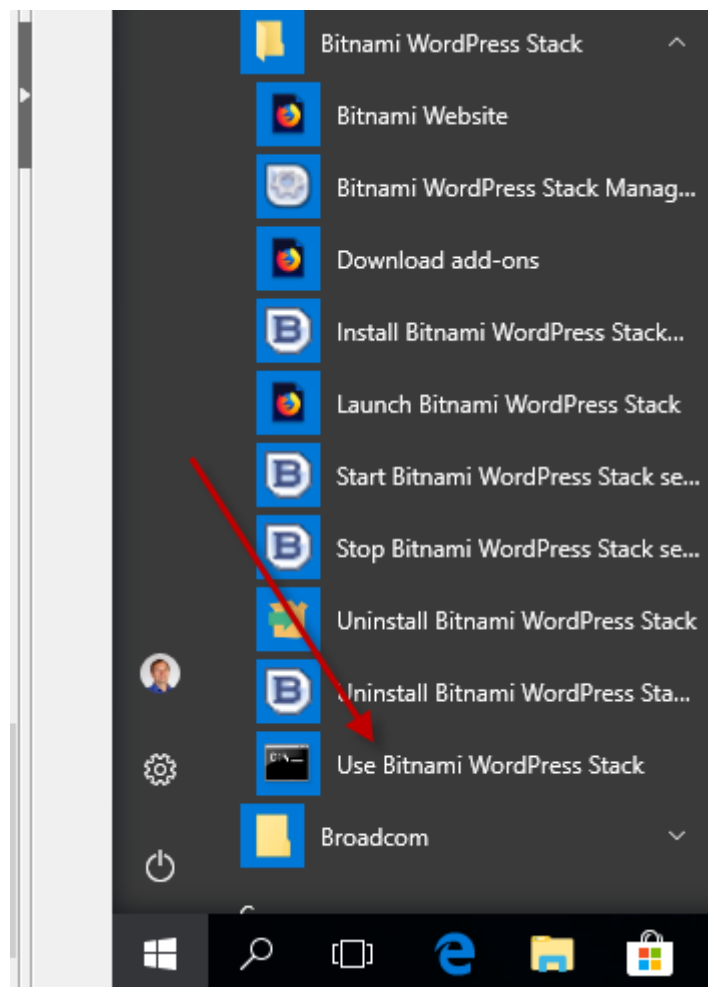 Bitnami WordPress Stack
Bitnami Website
Bitnami WordPress Stack Manag...
Download add-ons
Install Bitnami WordPress Stack...
Launch Bitnami WordPress Stack
Start Bitnami WordPress Stack se...
Stop Bitnami WordPress Stack se...
Uninstall Bitnami WordPress Stack
Uninstall Bitnami WordPress Sta...
Use Bitnami WordPress Stack
Broadcom